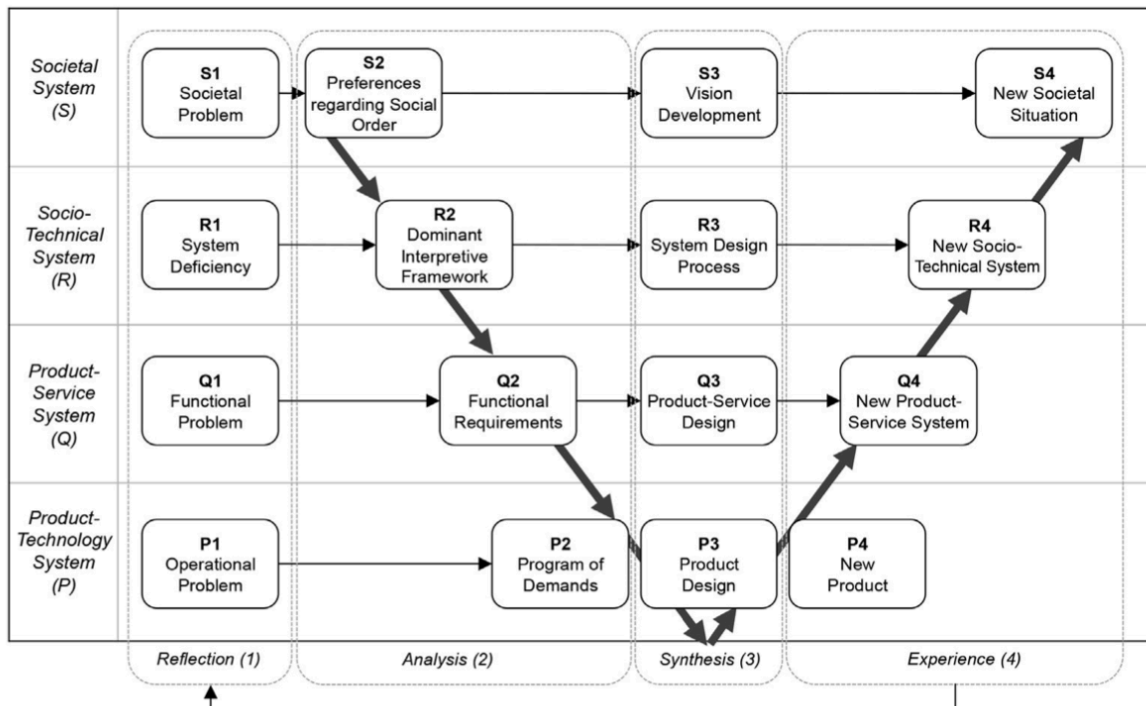 Societal
System
(S)
S1
Societal
Problem
S2
Preferences
regarding Social
Order
S3
Vision
Development
S4
New Societal
Situation
Socio-
Technical
System
(R)
R1
System
Deficiency
R2
Dominant
Interpretive
Framework
R3
System Design
Process
R4
New Socio-
Technical System
Product-
Service
System
(Q)
Q1
Functional
Problem
Q2
Functional
Requirements
Q3
Product-Service
Design
Q4
New Product-
Service System
Product-
Technology
System
(P)
P1
Operational
Problem
P2
Program of
Demands
P3
Product
Design
P4
New
Product
Reflection (1)
Analysis (2)
Synthesis (3)
Experience (4)